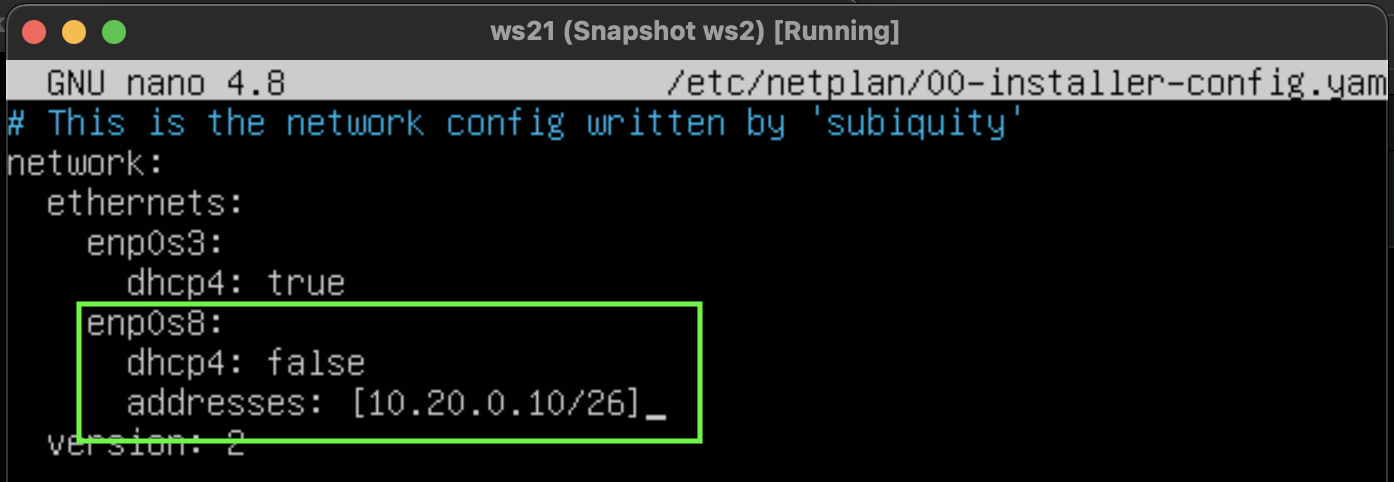 ws21 (Snapshot ws2) [Running]
GNU nano 4.8 /etc/netplan/00-installer-config.yam
# This is the network config written by 'subiquity'
network:
  ethernets:
    enp0s3:
      dhcp4: true
    enp0s8:
      dhcp4: false
      addresses: [10.20.0.10/26]_
  version: 2